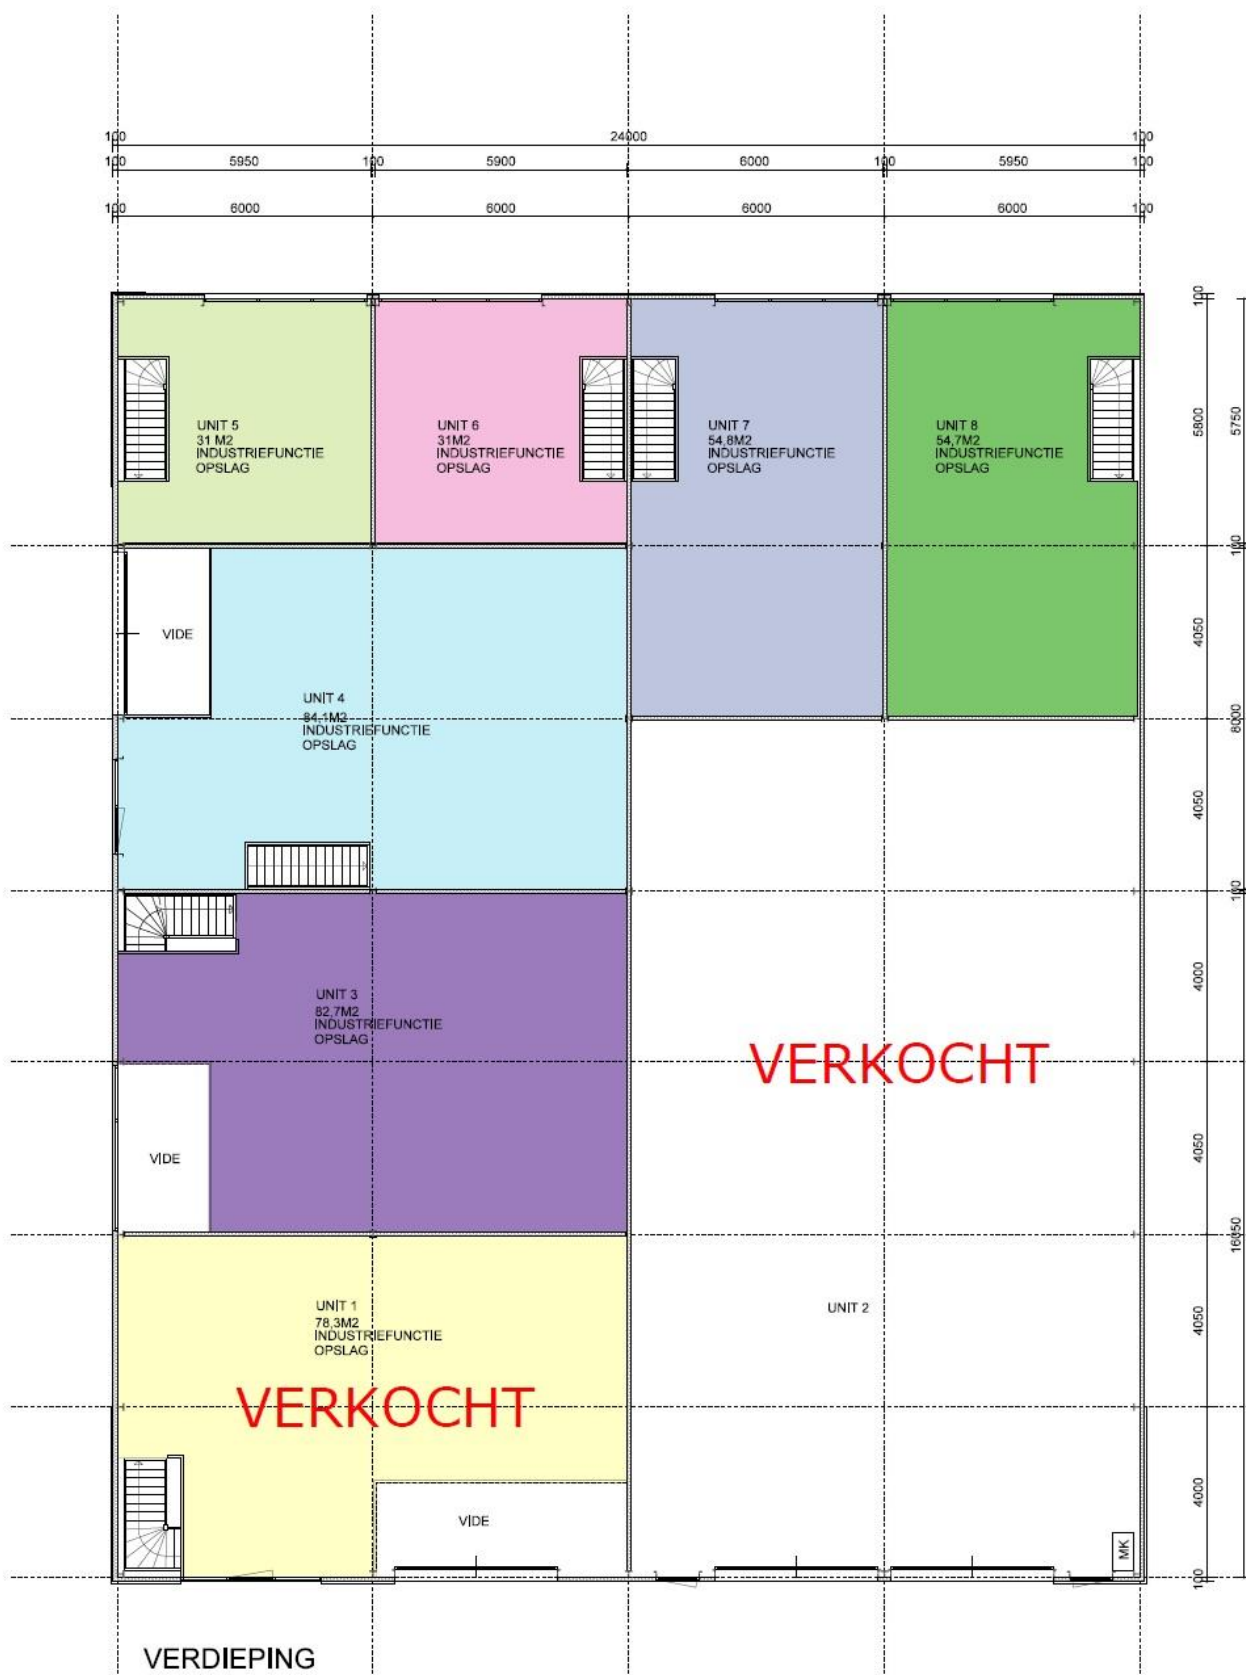 100 24000 100
100 5950 100 5900 6000 100 5950 100
100 6000 6000 6000 6000 100
100
5800
5750
UNIT 5
31 M2
INDUSTRIEFUNCTIE
OPSLAG
UNIT 6
31M2
INDUSTRIEFUNCTIE
OPSLAG
UNIT 7
54,8M2
INDUSTRIEFUNCTIE
OPSLAG
UNIT 8
54,7M2
INDUSTRIEFUNCTIE
OPSLAG
100
100
VIDE
4050
UNIT 4
84,1M2
INDUSTRIEFUNCTIE
OPSLAG
8000
4050
100
100
4000
UNIT 3
82,7M2
INDUSTRIEFUNCTIE
OPSLAG
VERKOCHT
VIDE
4050
16050
UNIT 1
78,3M2
INDUSTRIEFUNCTIE
OPSLAG
UNIT 2
4050
VERKOCHT
4000
VIDE
MK
100
VERDIEPING